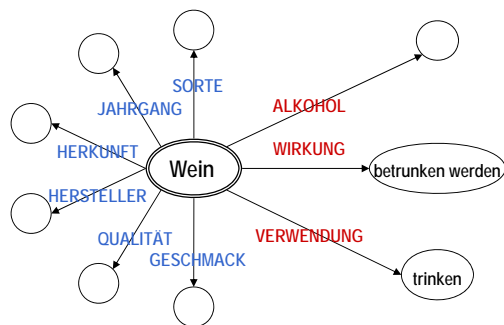 SORTE
JAHRGANG
ALKOHOL
HERKUNFT
WIRKUNG
Wein
betrunken werden
HERSTELLER
QUALITÄT
VERWENDUNG
GESCHMACK
trinken